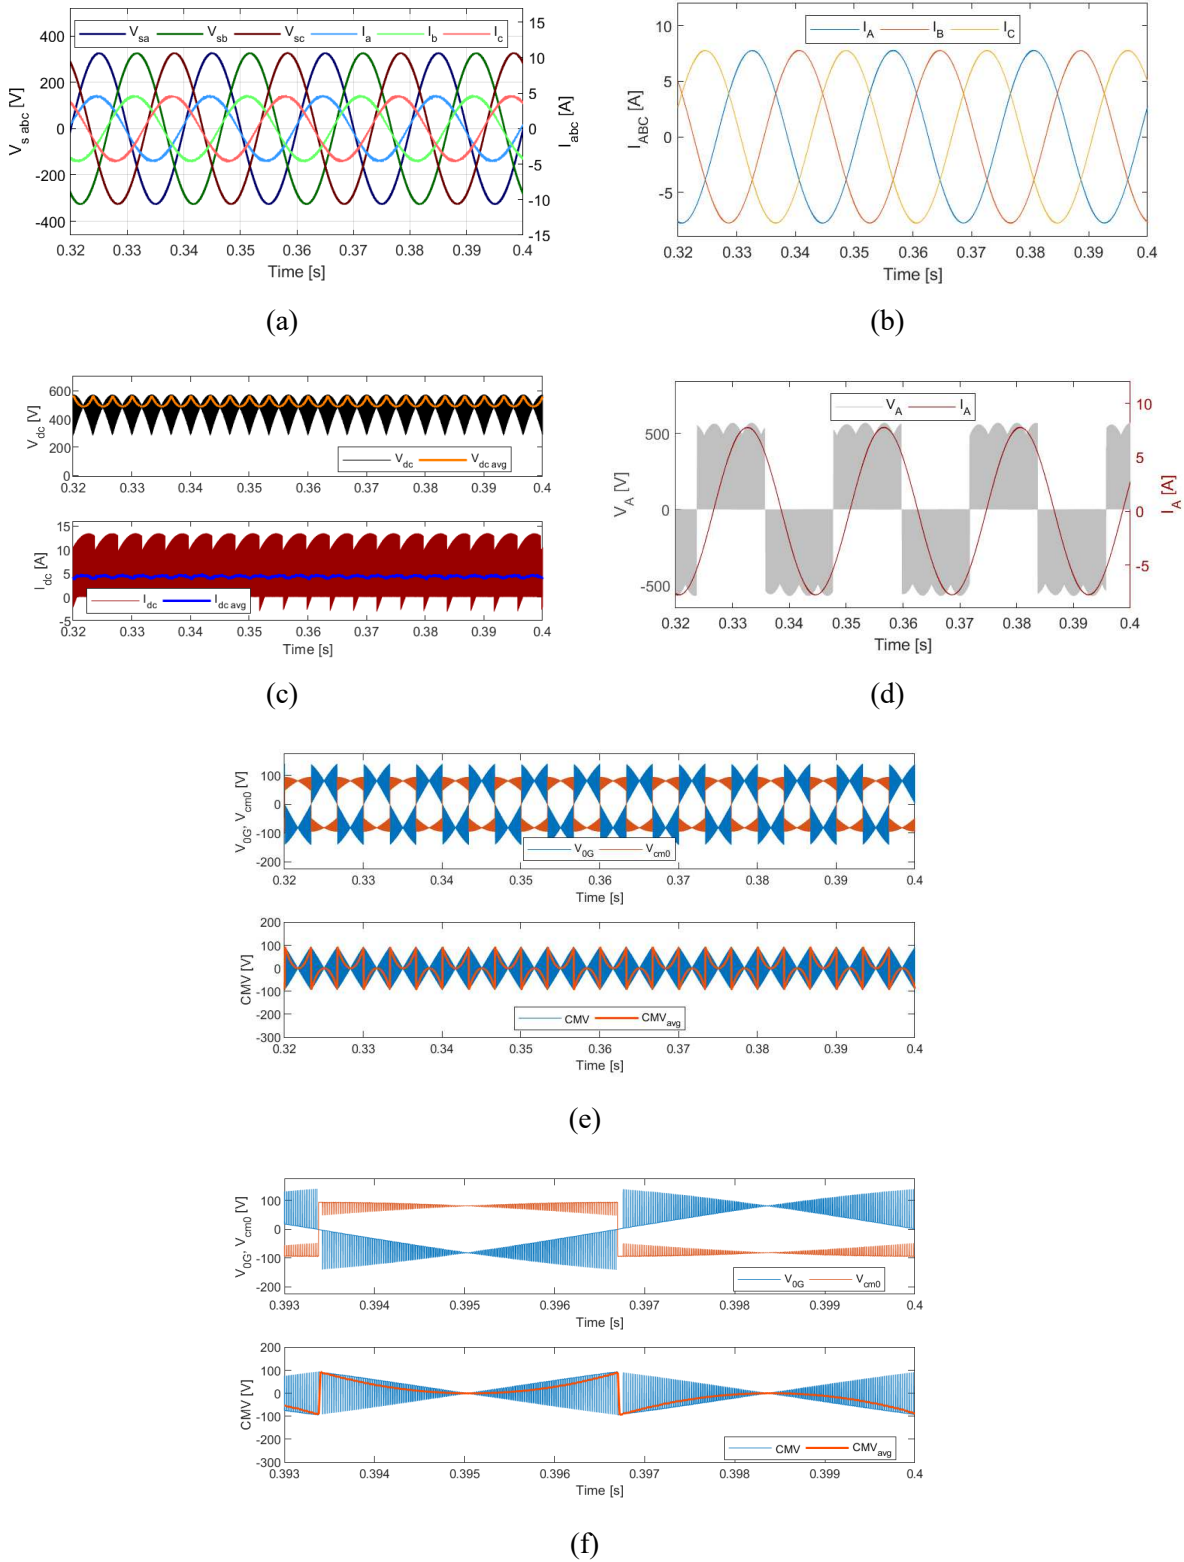 V_sa V_sb V_sc I_a I_b I_c
400
200
0
-200
-400
V_s abc [V]
15
10
5
0
-5
-10
-15
I_abc [A]
0.32 0.33 0.34 0.35 0.36 0.37 0.38 0.39 0.4
Time [s]
(a)
I_A I_B I_C
10
5
0
-5
I_ABC [A]
0.32 0.33 0.34 0.35 0.36 0.37 0.38 0.39 0.4
Time [s]
(b)
600
400
200
0
V_dc [V]
V_dc V_dc avg
0.32 0.33 0.34 0.35 0.36 0.37 0.38 0.39 0.4
15
10
5
0
-5
I_dc [A]
I_dc I_dc avg
0.32 0.33 0.34 0.35 0.36 0.37 0.38 0.39 0.4
Time [s]
(c)
V_A I_A
500
0
-500
V_A [V]
10
5
0
-5
I_A [A]
0.32 0.33 0.34 0.35 0.36 0.37 0.38 0.39 0.4
Time [s]
(d)
100
0
-100
-200
V_0G, V_cm0 [V]
V_0G V_cm0
0.32 0.33 0.34 0.35 0.36 0.37 0.38 0.39 0.4
Time [s]
200
100
0
-100
-200
-300
CMV [V]
CMV CMV_avg
0.32 0.33 0.34 0.35 0.36 0.37 0.38 0.39 0.4
Time [s]
(e)
100
0
-100
-200
V_0G, V_cm0 [V]
V_0G V_cm0
0.393 0.394 0.395 0.396 0.397 0.398 0.399 0.4
Time [s]
200
100
0
-100
-200
-300
CMV [V]
CMV CMV_avg
0.393 0.394 0.395 0.396 0.397 0.398 0.399 0.4
Time [s]
(f)